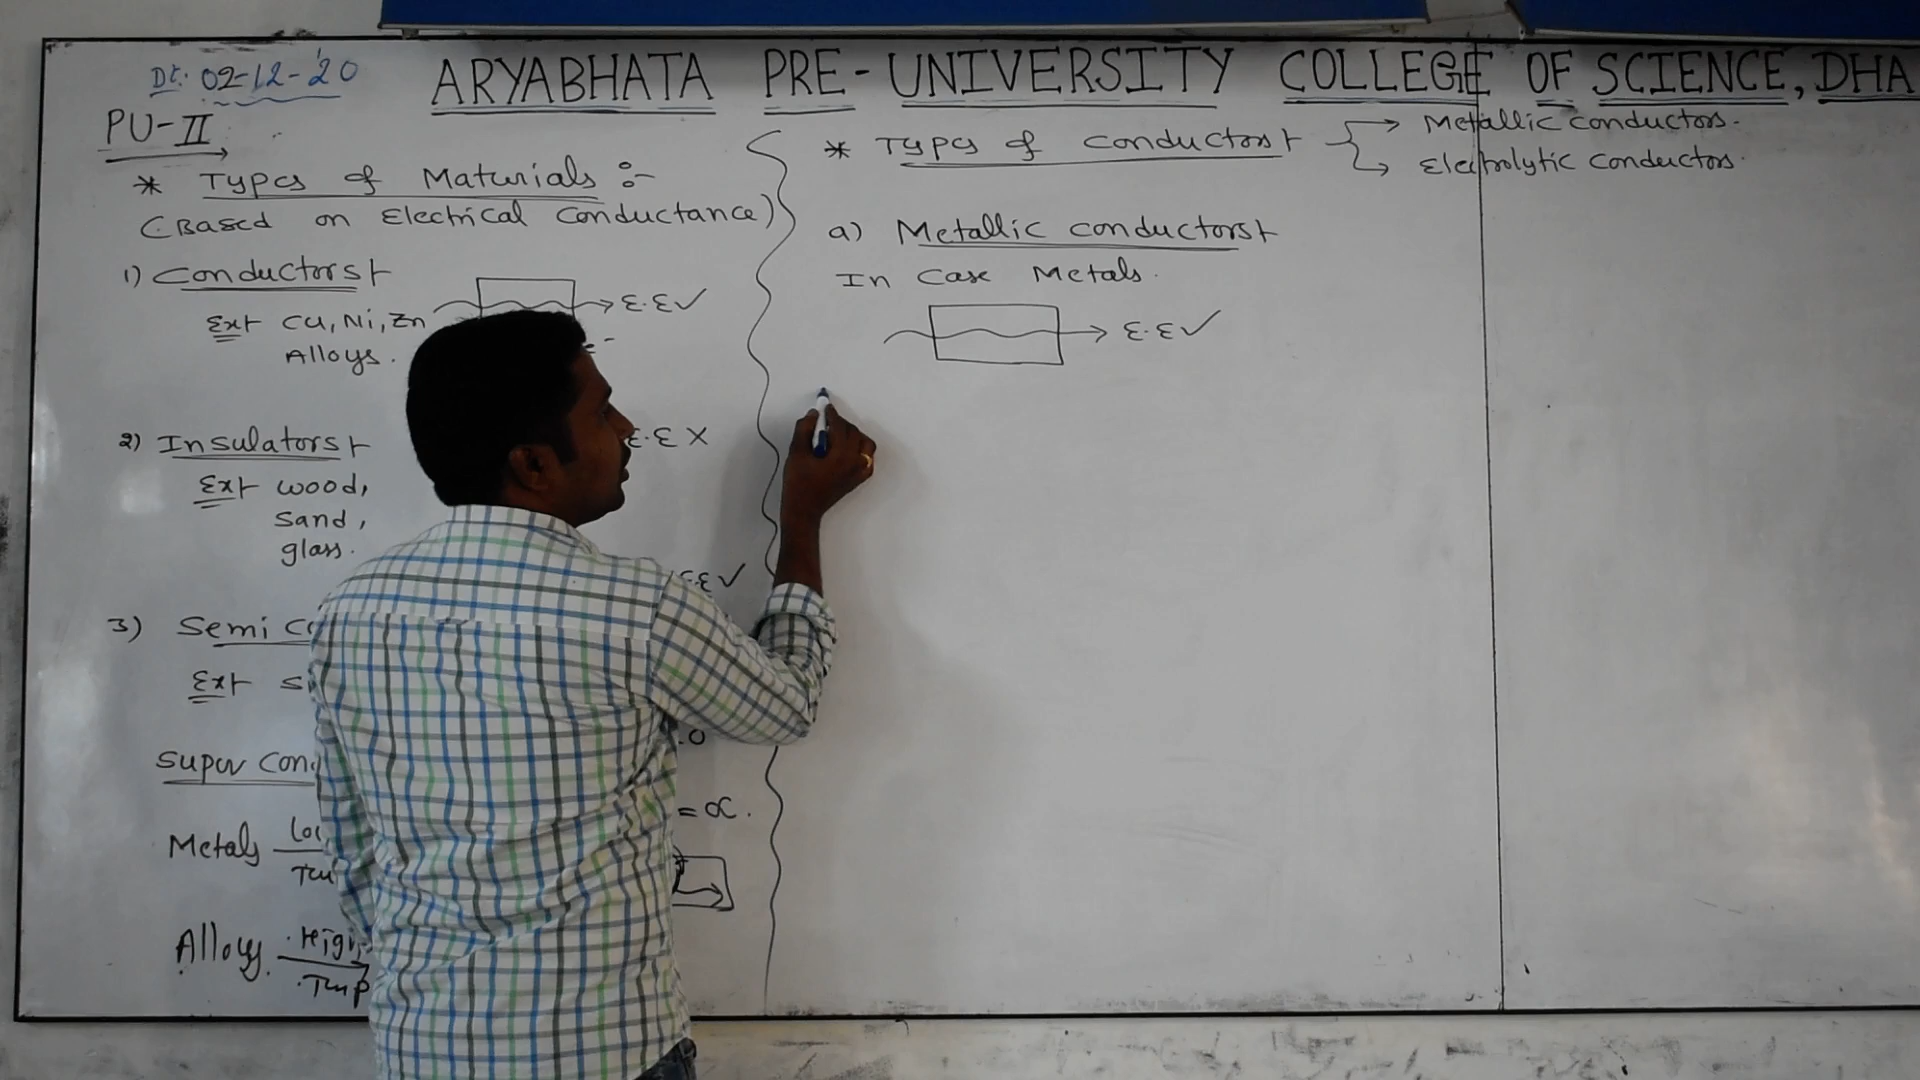 Dt: 02-12-20
ARYABHATA PRE-UNIVERSITY COLLEGE OF SCIENCE, DHA
PU-II
* Types of Materials :-
(Based on Electrical Conductance)
1) Conductors:-
Ex:- Cu, Ni, Zn
Alloys.
→ E.E ✓
e-
2) Insulators:-
E.E X
Ex:- wood,
sand,
glass.
E.E ✓
3) Semi
Ex:-
Super
Metals
Alloys.
Temp
= ∝.
* Types of conductors:-
→ Metallic conductors.
→ Electrolytic conductors.
a) Metallic conductors:-
In Case Metals.
→ E.E ✓